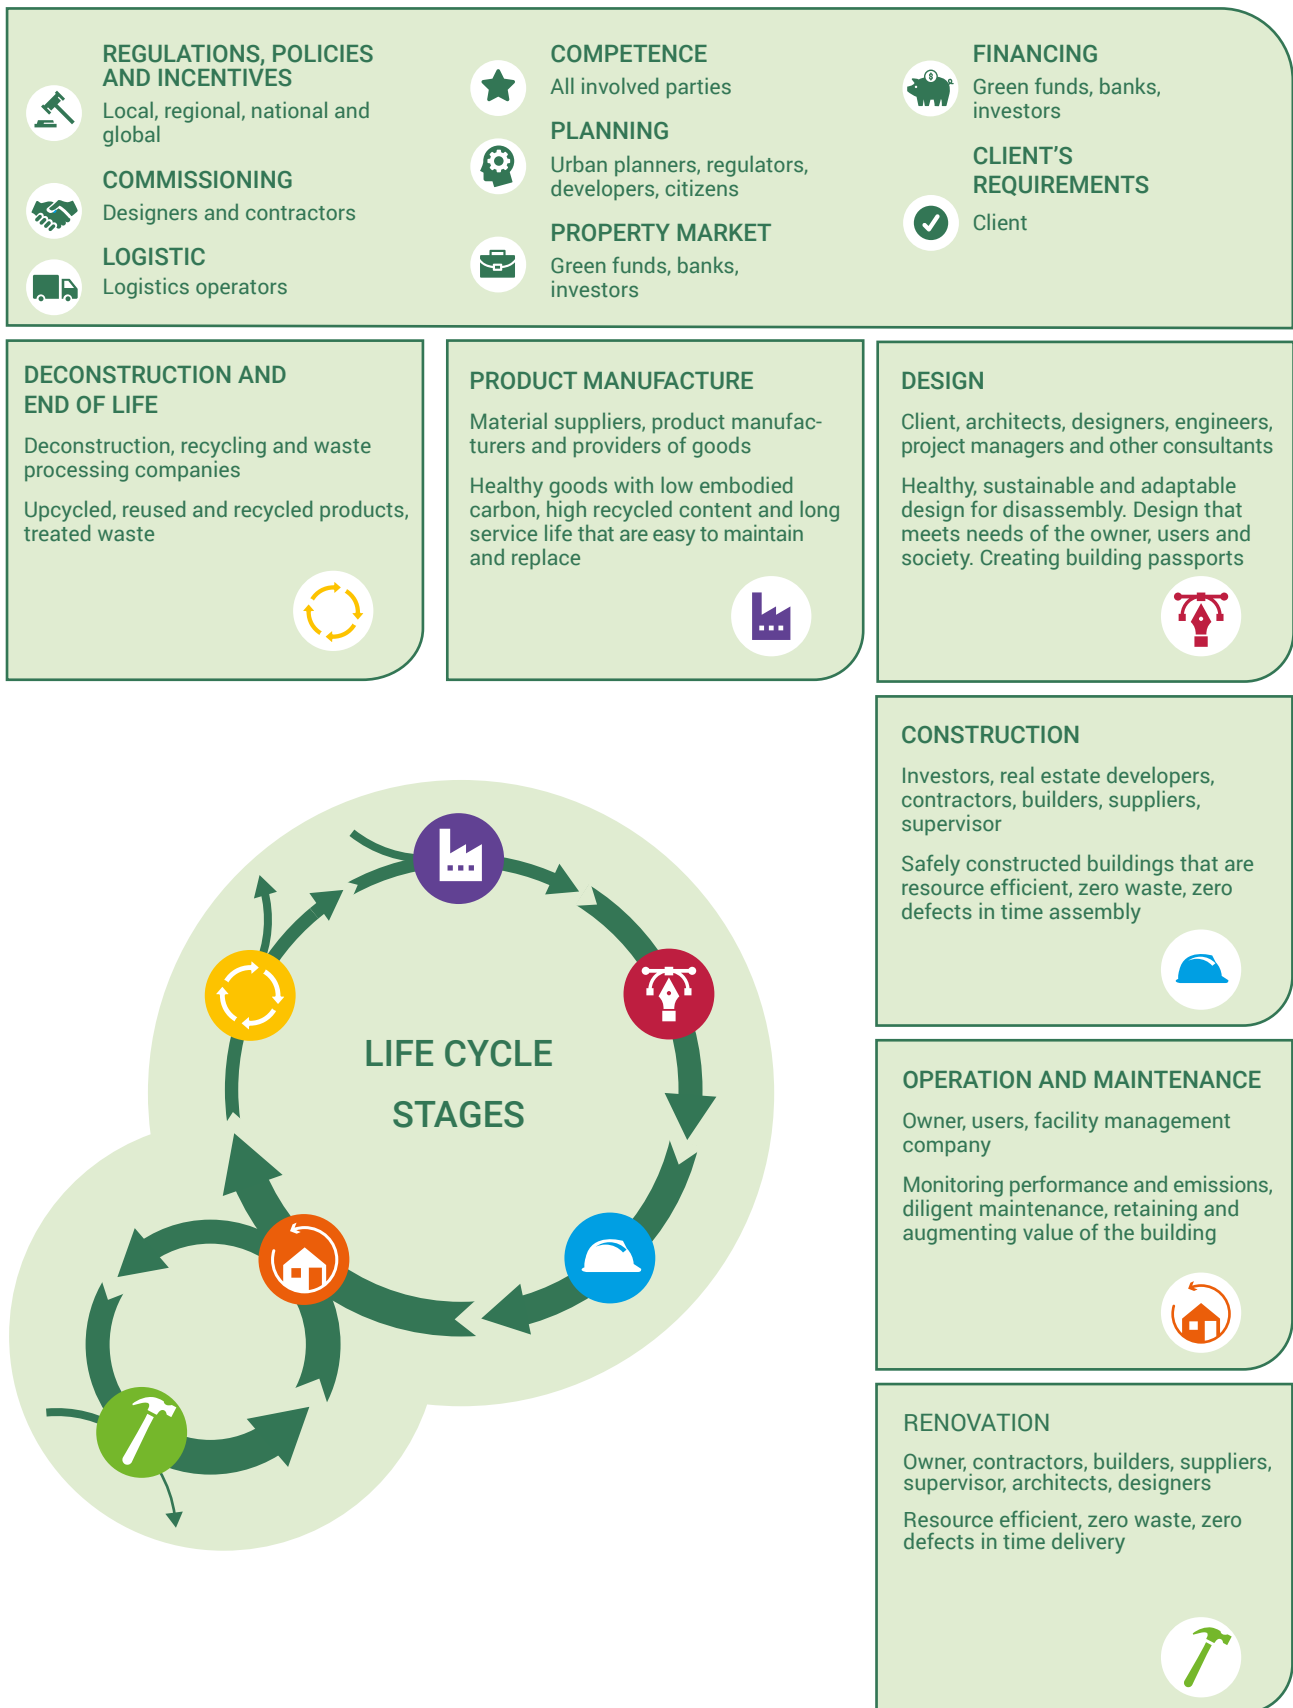 REGULATIONS, POLICIES
AND INCENTIVES
Local, regional, national and
global
COMMISSIONING
Designers and contractors
LOGISTIC
Logistics operators
COMPETENCE
All involved parties
PLANNING
Urban planners, regulators,
developers, citizens
PROPERTY MARKET
Green funds, banks,
investors
FINANCING
Green funds, banks,
investors
CLIENT’S
REQUIREMENTS
Client
DECONSTRUCTION AND
END OF LIFE
Deconstruction, recycling and waste
processing companies
Upcycled, reused and recycled products,
treated waste
PRODUCT MANUFACTURE
Material suppliers, product manufac-
turers and providers of goods
Healthy goods with low embodied
carbon, high recycled content and long
service life that are easy to maintain
and replace
DESIGN
Client, architects, designers, engineers,
project managers and other consultants
Healthy, sustainable and adaptable
design for disassembly. Design that
meets needs of the owner, users and
society. Creating building passports
CONSTRUCTION
Investors, real estate developers,
contractors, builders, suppliers,
supervisor
Safely constructed buildings that are
resource efficient, zero waste, zero
defects in time assembly
LIFE CYCLE
STAGES
OPERATION AND MAINTENANCE
Owner, users, facility management
company
Monitoring performance and emissions,
diligent maintenance, retaining and
augmenting value of the building
RENOVATION
Owner, contractors, builders, suppliers,
supervisor, architects, designers
Resource efficient, zero waste, zero
defects in time delivery